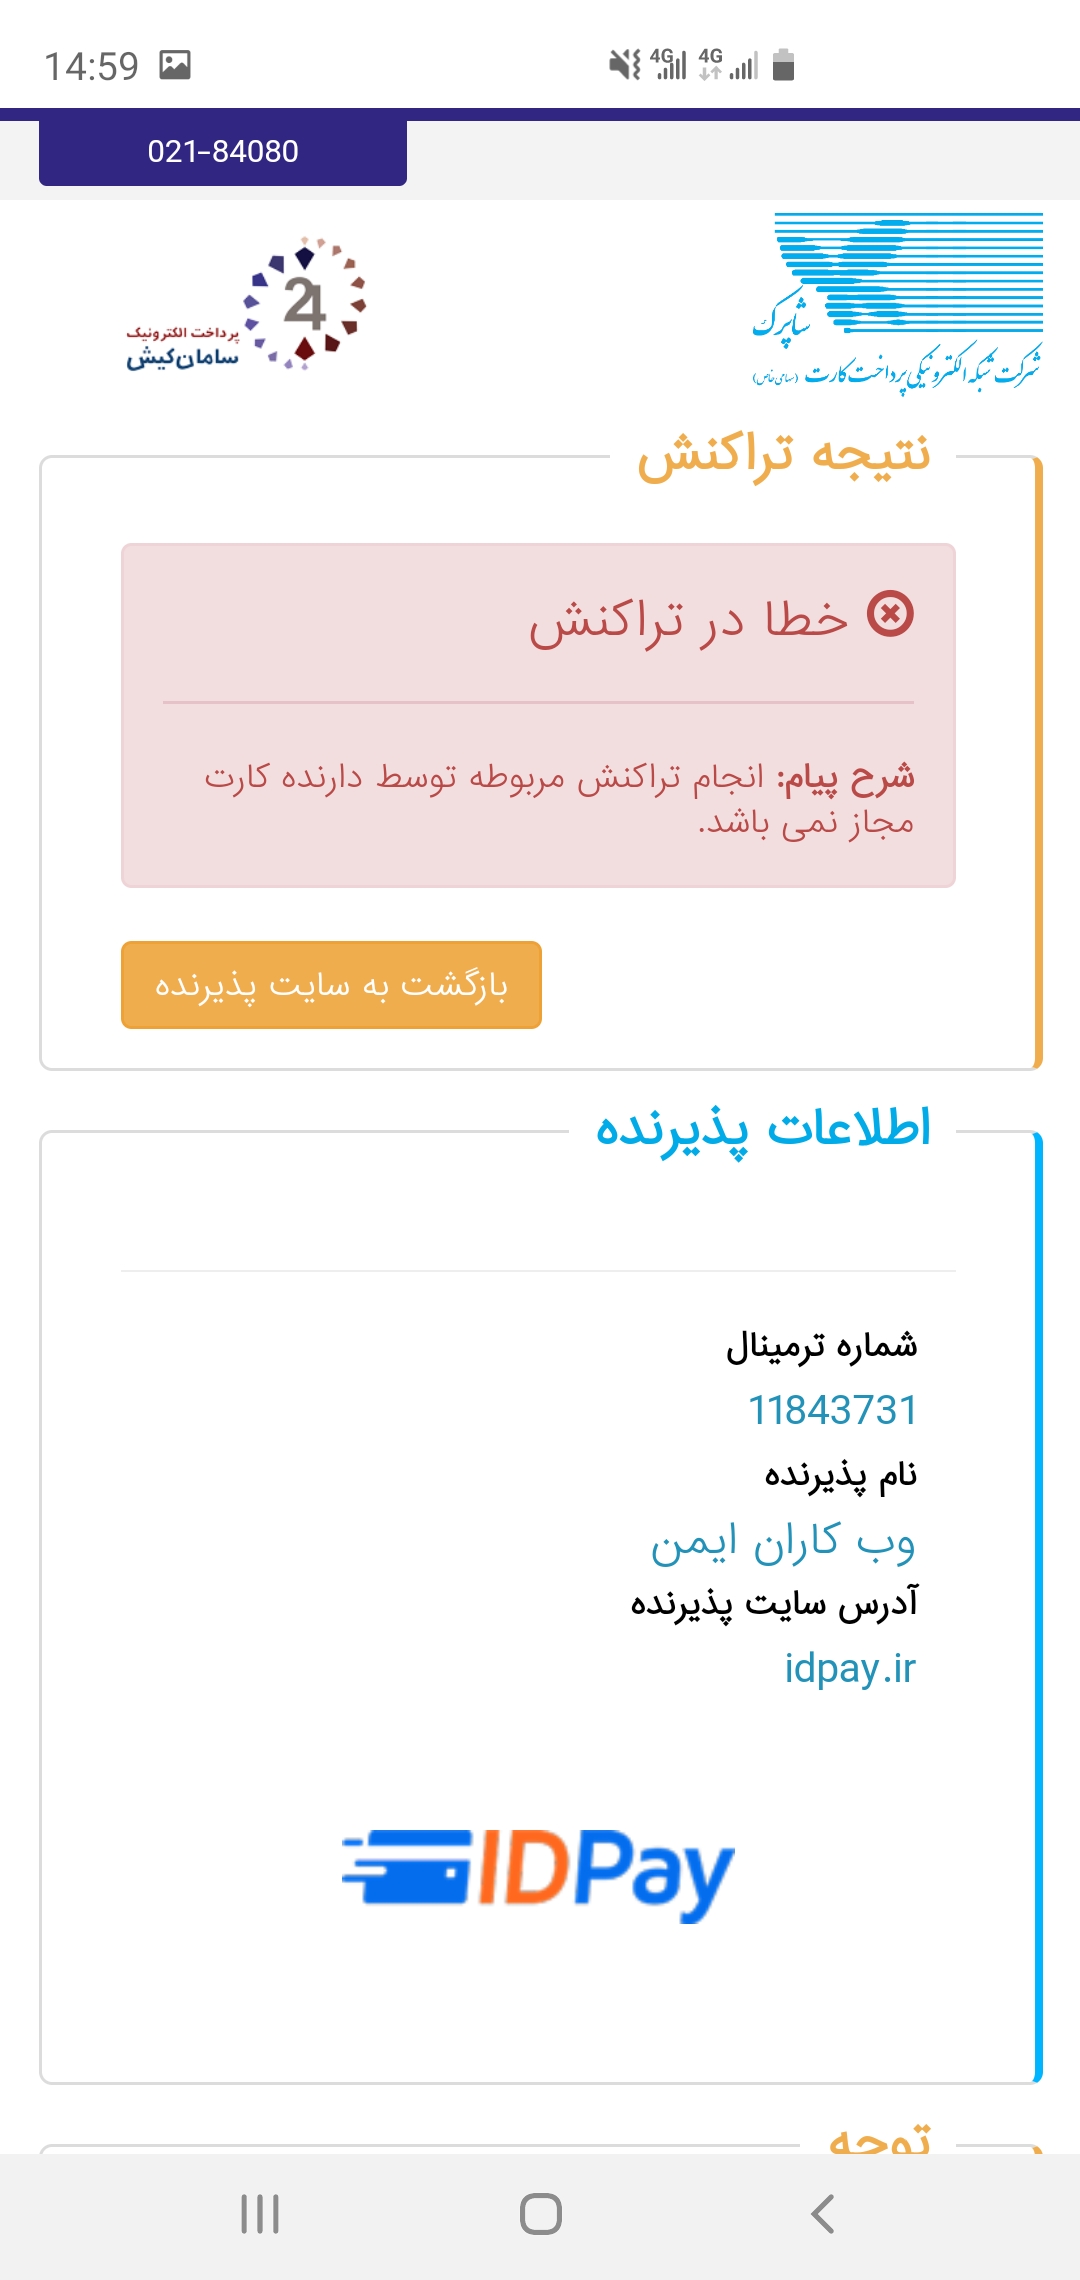 14:59
4G 4G
021-84080
شاپرک
شرکت شبکه الکترونیکی پرداخت کارت (سهامی خاص)
24
پرداخت الکترونیک
سامان‌کیش
نتیجه تراکنش
خطا در تراکنش
شرح پیام: انجام تراکنش مربوطه توسط دارنده کارت
مجاز نمی باشد.
بازگشت به سایت پذیرنده
اطلاعات پذیرنده
شماره ترمینال
11843731
نام پذیرنده
وب کاران ایمن
آدرس سایت پذیرنده
idpay.ir
IDPay
توجه